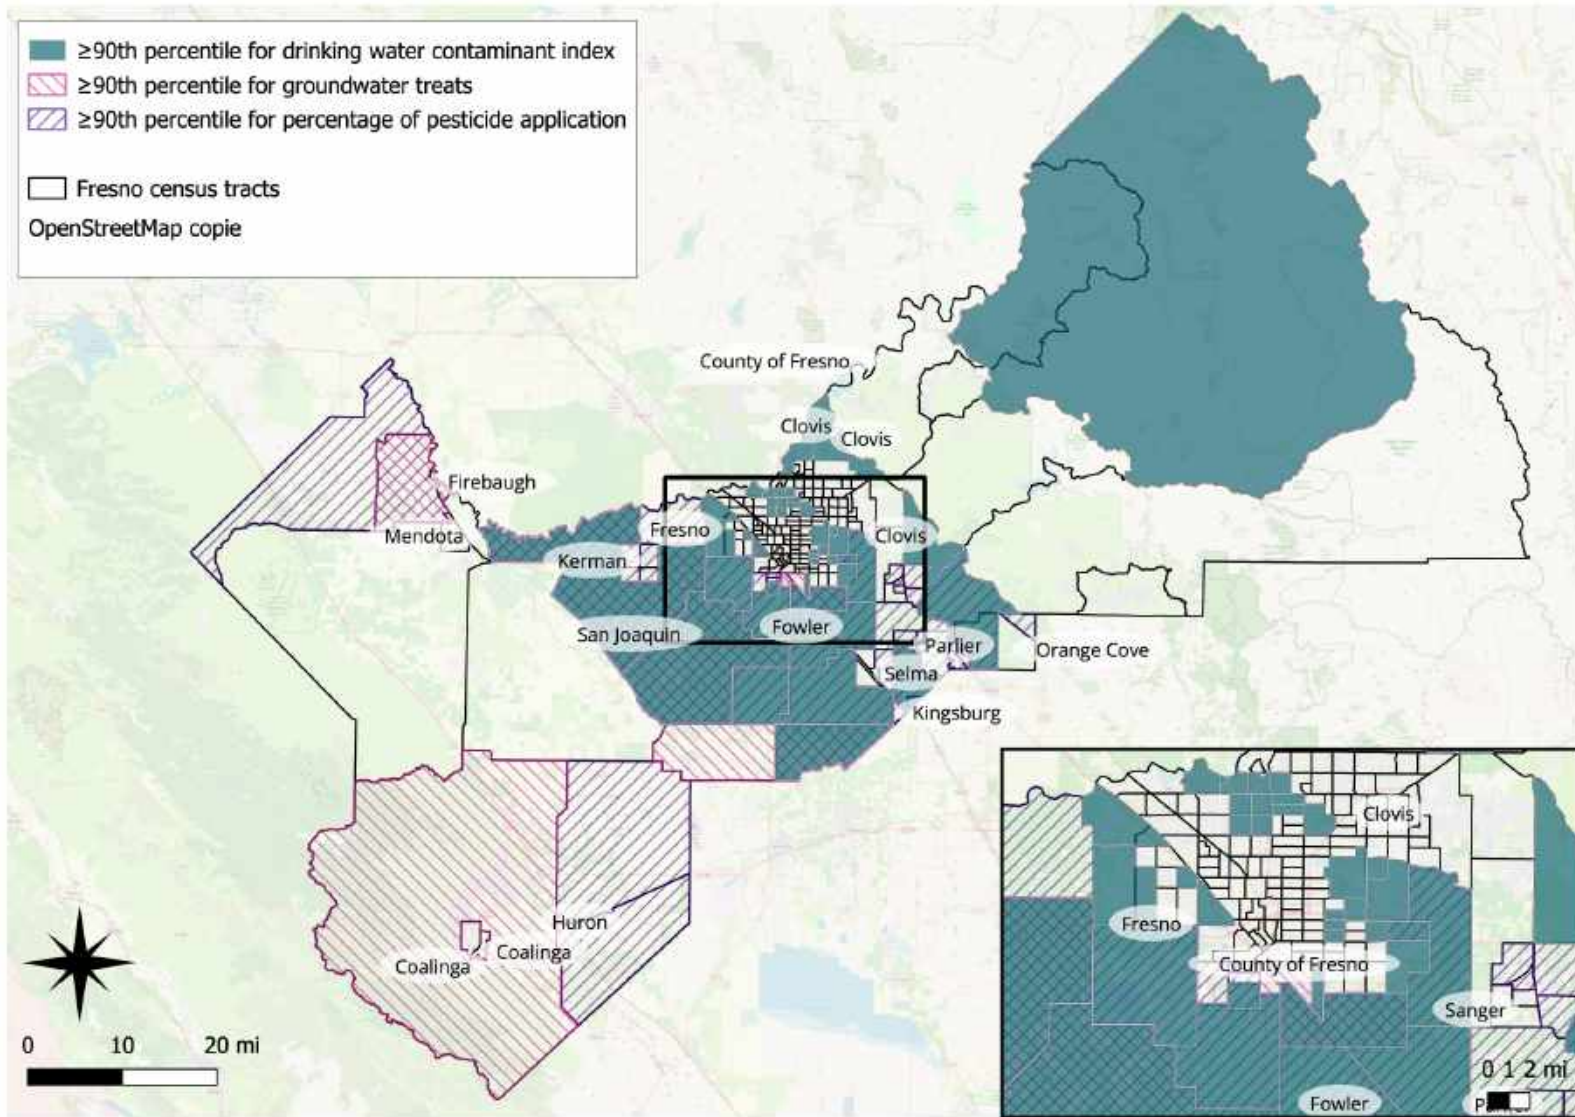 ≥90th percentile for drinking water contaminant index
≥90th percentile for groundwater treats
≥90th percentile for percentage of pesticide application
Fresno census tracts
OpenStreetMap copie
County of Fresno
Clovis
Clovis
Firebaugh
Mendota
Fresno
Clovis
Kerman
San Joaquin
Fowler
Parlier
Orange Cove
Selma
Kingsburg
Huron
Coalinga
Coalinga
0 10 20 mi
Clovis
Fresno
County of Fresno
Sanger
0 1 2 mi
Fowler